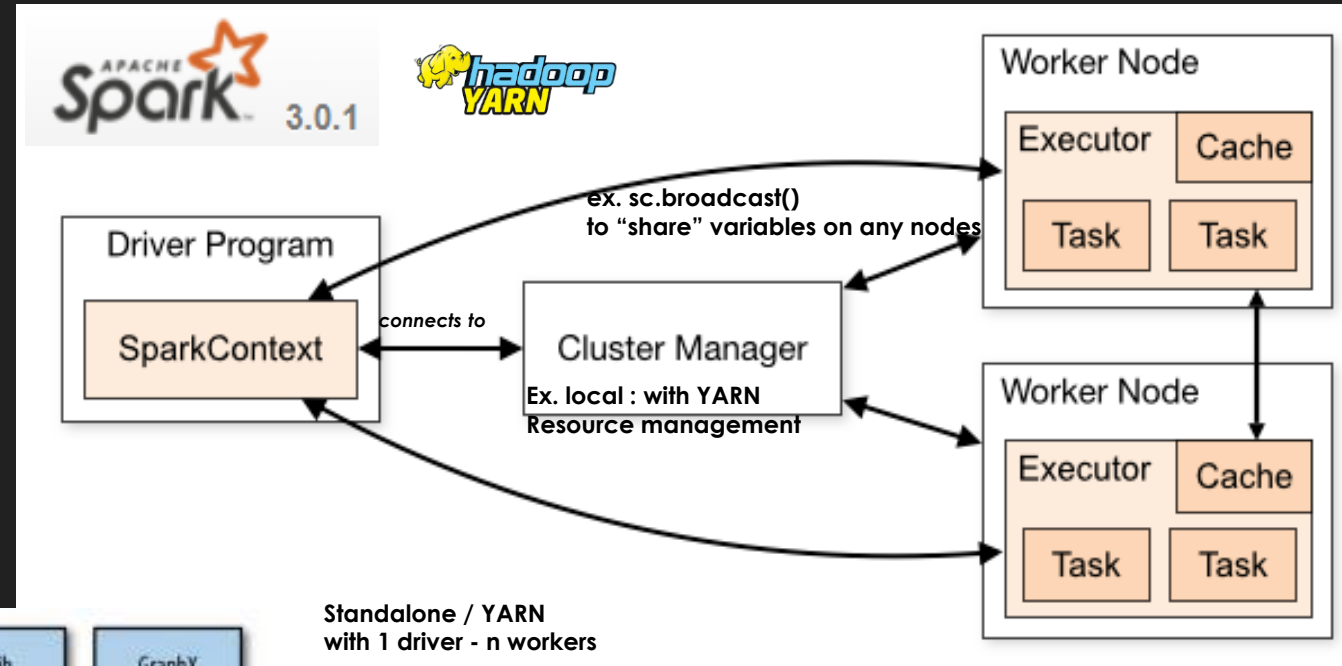 APACHE
Spark™ 3.0.1
hadoop
YARN
Worker Node
Executor
Cache
Task
Task
ex. sc.broadcast()
to “share” variables on any nodes
Driver Program
SparkContext
connects to
Cluster Manager
Ex. local : with YARN
Resource management
Worker Node
Executor
Cache
Task
Task
Standalone / YARN
with 1 driver - n workers
GraphX